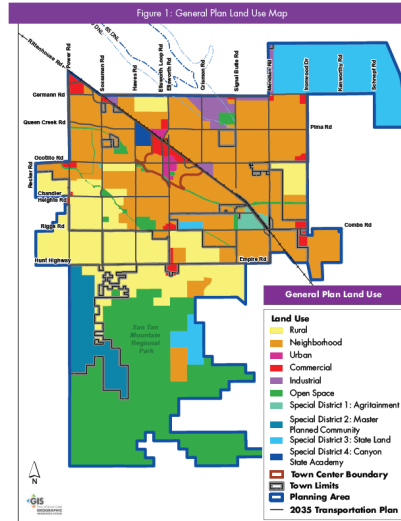 Figure 1: General Plan Land Use Map
Rittenhouse Rd
Power Rd
Sossaman Rd
Hawes Rd
Ellsworth Loop Rd
Ellsworth Rd
Crismon Rd
Signal Butte Rd
Meridian Rd
Ironwood Dr
Kenworthy Rd
Schnepf Rd
Germann Rd
Queen Creek Rd
Pima Rd
Ocotillo Rd
Recker Rd
Chandler
Heights Rd
Riggs Rd
Combs Rd
Hunt Highway
Empire Rd
San Tan
Mountain
Regional
Park
General Plan Land Use
Land Use
Rural
Neighborhood
Urban
Commercial
Industrial
Open Space
Special District 1: Agritainment
Special District 2: Master
Planned Community
Special District 3: State Land
Special District 4: Canyon
State Academy
Town Center Boundary
Town Limits
Planning Area
2035 Transportation Plan
N
GIS